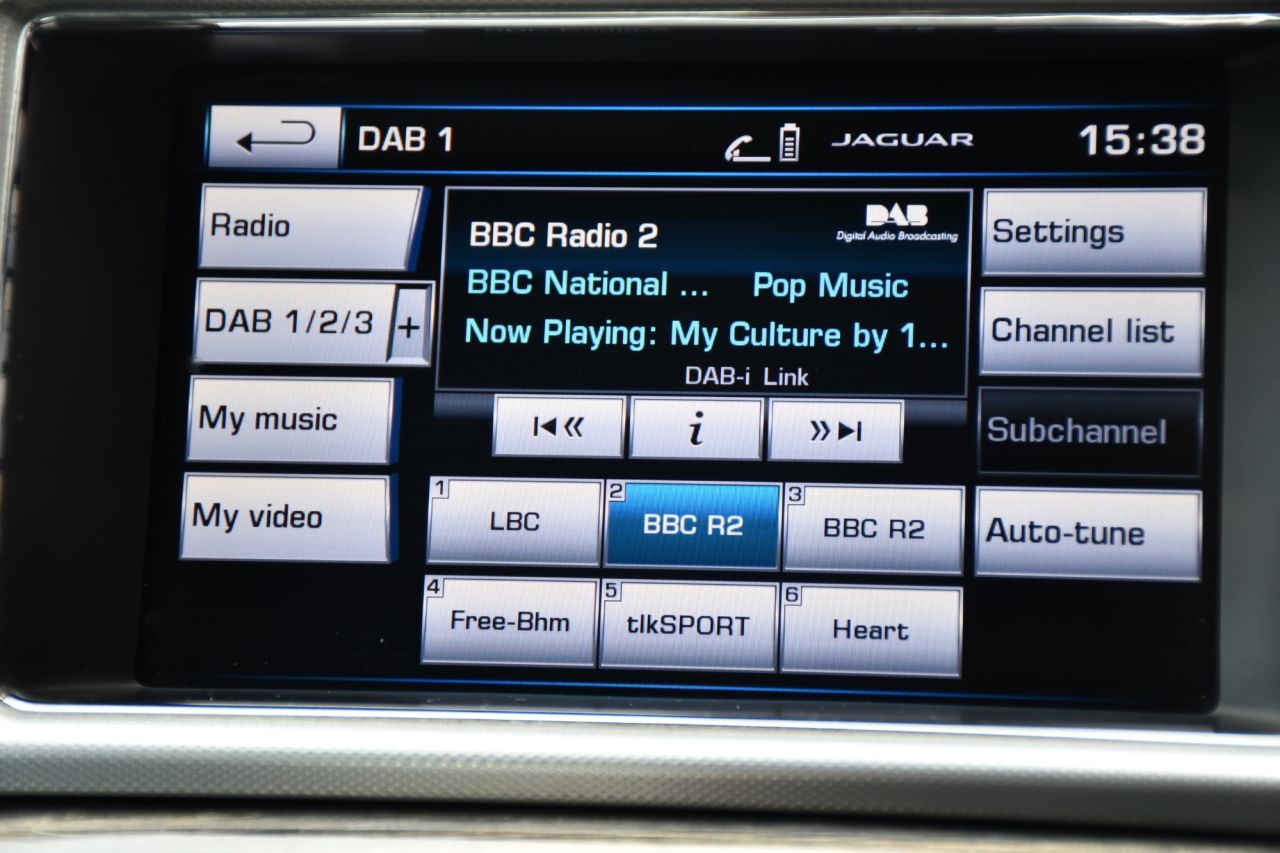 DAB 1
JAGUAR
15:38
Radio
DAB 1/2/3
+
My music
My video
BBC Radio 2
DAB
Digital Audio Broadcasting
BBC National ...
Pop Music
Now Playing: My Culture by 1...
DAB-i Link
i
1
LBC
2
BBC R2
3
BBC R2
4
Free-Bhm
5
tlkSPORT
6
Heart
Settings
Channel list
Subchannel
Auto-tune